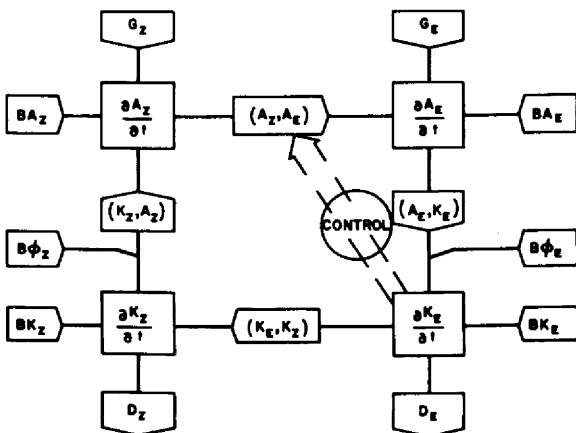 G_Z
G_E
BA_Z
∂A_Z
∂t
(A_Z, A_E)
∂A_E
∂t
BA_E
(K_Z, A_Z)
CONTROL
(A_E, K_E)
Bϕ_Z
Bϕ_E
BK_Z
∂K_Z
∂t
(K_E, K_Z)
∂K_E
∂t
BK_E
D_Z
D_E